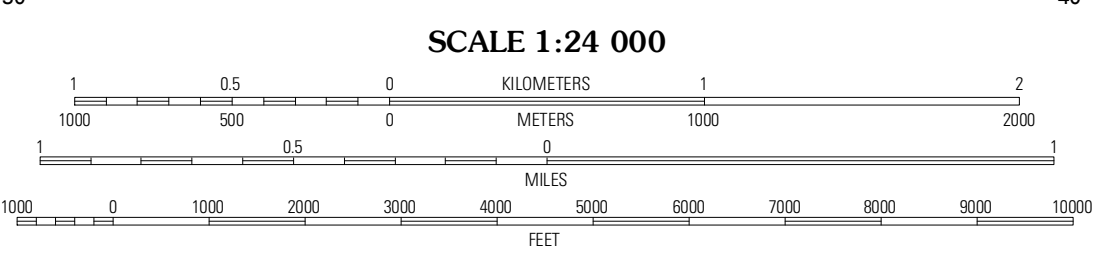 SCALE 1:24 000
1 0.5 0 KILOMETERS 1 2
1000 500 0 METERS 1000 2000
1 0.5 0 1
MILES
1000 0 1000 2000 3000 4000 5000 6000 7000 8000 9000 10000
FEET